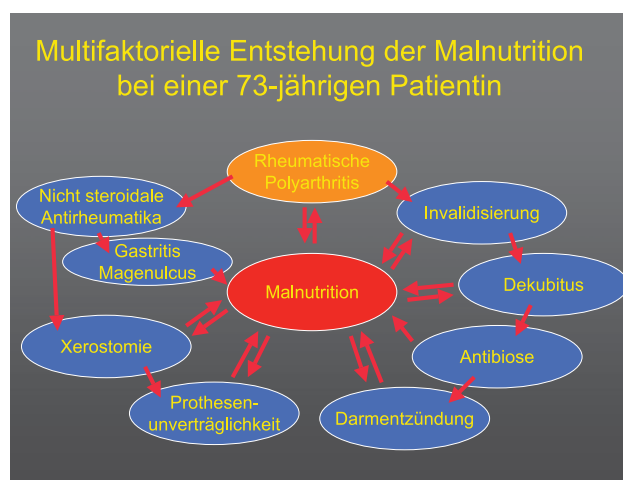 Multifaktorielle Entstehung der Malnutrition
bei einer 73-jährigen Patientin
Rheumatische
Polyarthritis
Nicht steroidale
Antirheumatika
Invalidisierung
Gastritis
Magenulcus
Malnutrition
Dekubitus
Xerostomie
Antibiose
Prothesen-
unverträglichkeit
Darmentzündung